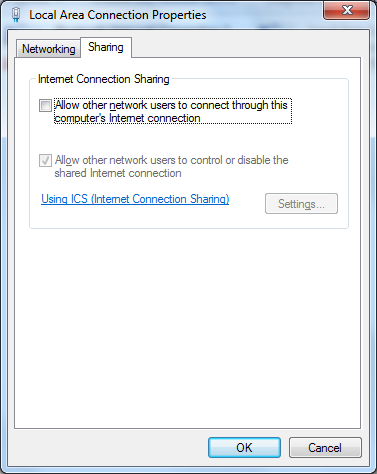 Local Area Connection Properties
Networking
Sharing
Internet Connection Sharing
Allow other network users to connect through this
computer's Internet connection
Allow other network users to control or disable the
shared Internet connection
Using ICS (Internet Connection Sharing)
Settings...
OK
Cancel